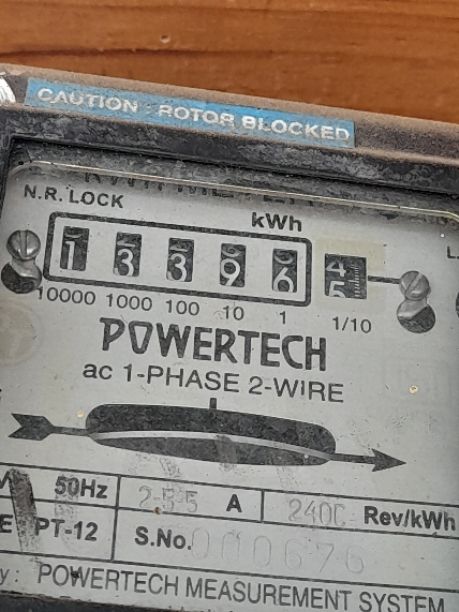 CAUTION : ROTOR BLOCKED
N.R. LOCK
kWh
1 3 3 9 6
10000 1000 100 10 1 1/10
POWERTECH
ac 1-PHASE 2-WIRE
50Hz A Rev/kWh
PT-12 S.No. 000676
POWERTECH MEASUREMENT SYSTEM